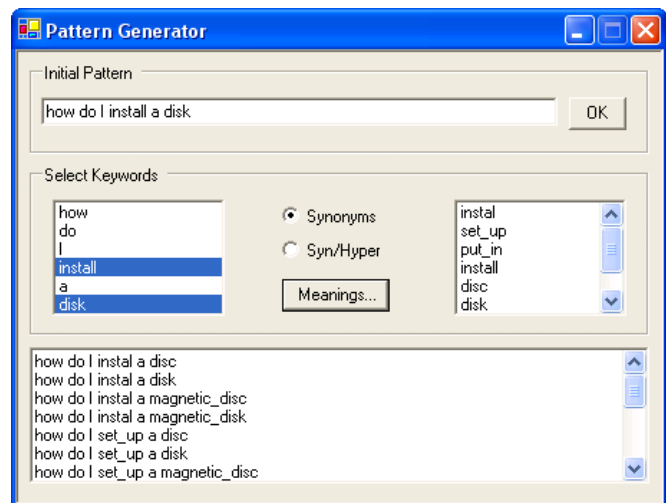 Pattern Generator
Initial Pattern
how do I install a disk
OK
Select Keywords
how
do
I
install
a
disk
Synonyms
Syn/Hyper
Meanings...
instal
set_up
put_in
install
disc
disk
how do I instal a disc
how do I instal a disk
how do I instal a magnetic_disc
how do I instal a magnetic_disk
how do I set_up a disc
how do I set_up a disk
how do I set_up a magnetic_disc